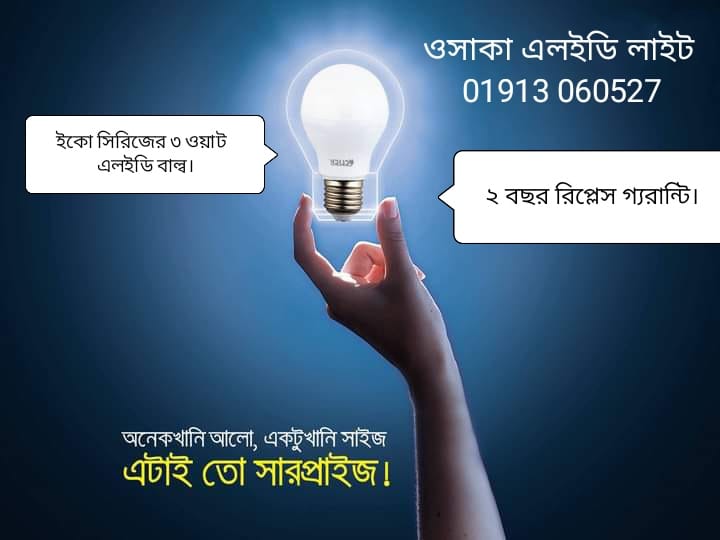 ওসাকা এলইডি লাইট
01913 060527
ইকো সিরিজের ৩ ওয়াট
এলইডি বাল্ব।
২ বছর রিপ্লেস গ্যরান্টি।
অনেকখানি আলো, একটুখানি সাইজ
এটাই তো সারপ্রাইজ!